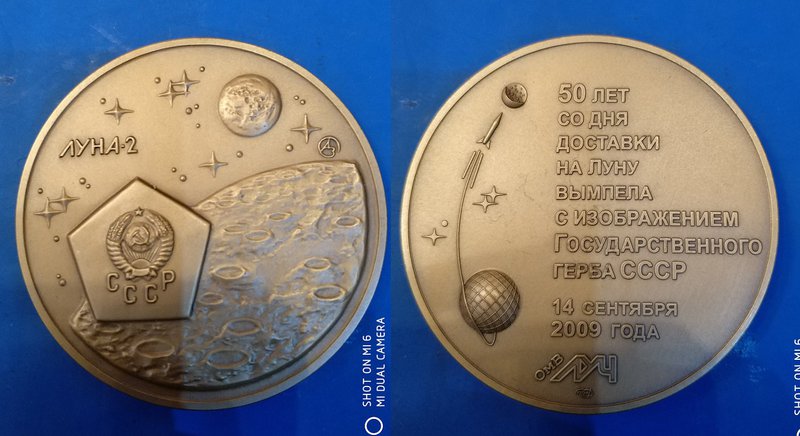 ЛУНА-2
СССР
50 ЛЕТ
СО ДНЯ
ДОСТАВКИ
НА ЛУНУ
ВЫМПЕЛА
С ИЗОБРАЖЕНИЕМ
ГОСУДАРСТВЕННОГО
ГЕРБА СССР
14 СЕНТЯБРЯ
2009 ГОДА
SHOT ON MI 6
MI DUAL CAMERA
SHOT ON MI 6